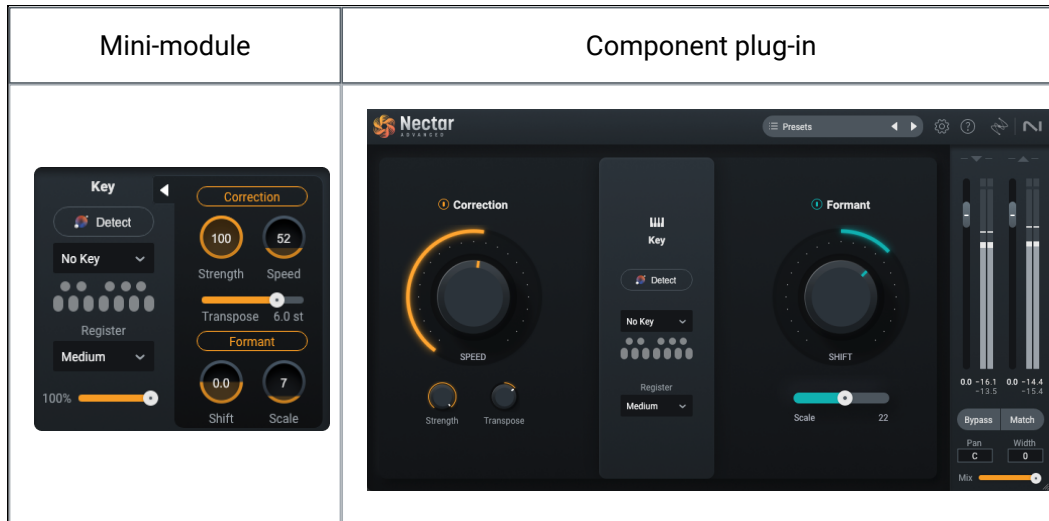 Mini-module
Component plug-in
Key
Detect
No Key
Register
Medium
100%
Correction
100
52
Strength
Speed
Transpose 6.0 st
Formant
0.0
7
Shift
Scale
Nectar
ADVANCED
Presets
Correction
SPEED
Strength
Transpose
Key
Detect
No Key
Register
Medium
Formant
SHIFT
Scale 22
0.0 -16.1 0.0 -14.4
-13.5 -15.4
Bypass Match
Pan Width
C 0
Mix